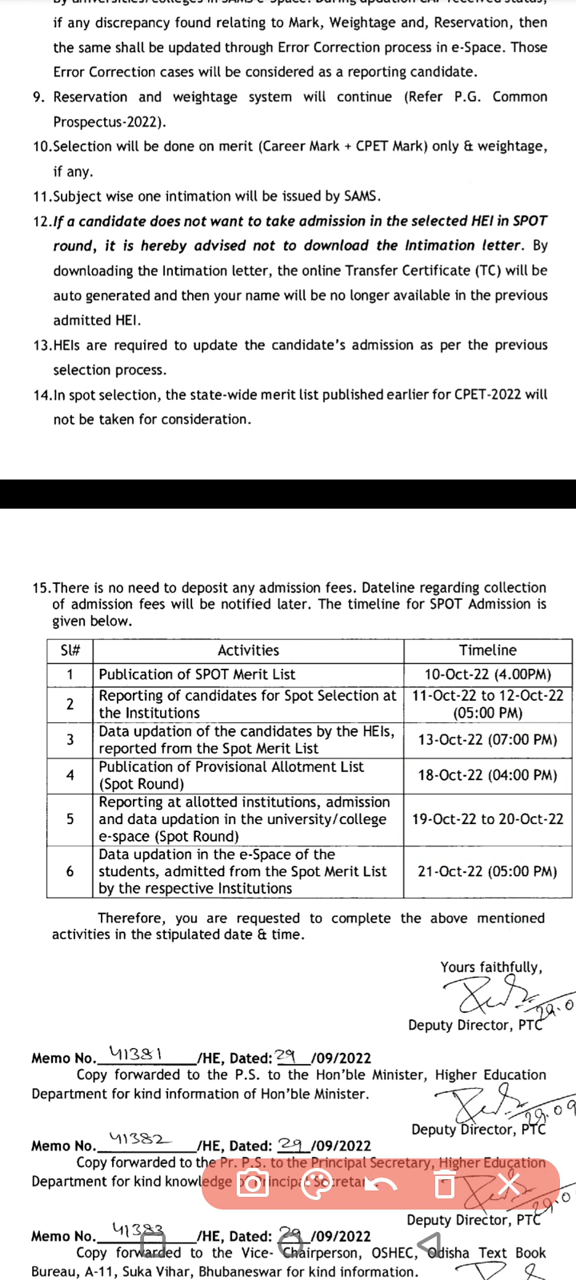 if any discrepancy found relating to Mark, Weightage and, Reservation, then
the same shall be updated through Error Correction process in e-Space. Those
Error Correction cases will be considered as a reporting candidate.
9. Reservation and weightage system will continue (Refer P.G. Common
Prospectus-2022).
10.Selection will be done on merit (Career Mark + CPET Mark) only & weightage,
if any.
11.Subject wise one intimation will be issued by SAMS.
12.If a candidate does not want to take admission in the selected HEI in SPOT
round, it is hereby advised not to download the Intimation letter. By
downloading the Intimation letter, the online Transfer Certificate (TC) will be
auto generated and then your name will be no longer available in the previous
admitted HEI.
13.HEIs are required to update the candidate's admission as per the previous
selection process.
14.In spot selection, the state-wide merit list published earlier for CPET-2022 will
not be taken for consideration.
15.There is no need to deposit any admission fees. Dateline regarding collection
of admission fees will be notified later. The timeline for SPOT Admission is
given below.
Sl# Activities Timeline
1 Publication of SPOT Merit List 10-Oct-22 (4.00PM)
2 Reporting of candidates for Spot Selection at the Institutions 11-Oct-22 to 12-Oct-22 (05:00 PM)
3 Data updation of the candidates by the HEIs, reported from the Spot Merit List 13-Oct-22 (07:00 PM)
4 Publication of Provisional Allotment List (Spot Round) 18-Oct-22 (04:00 PM)
5 Reporting at allotted institutions, admission and data updation in the university/college e-space (Spot Round) 19-Oct-22 to 20-Oct-22
6 Data updation in the e-Space of the students, admitted from the Spot Merit List by the respective Institutions 21-Oct-22 (05:00 PM)
Therefore, you are requested to complete the above mentioned
activities in the stipulated date & time.
Yours faithfully,
Deputy Director, PTC
Memo No. 41381 /HE, Dated: 29 /09/2022
Copy forwarded to the P.S. to the Hon'ble Minister, Higher Education
Department for kind information of Hon'ble Minister.
29.09
Deputy Director, PTC
Memo No. 41382 /HE, Dated: 29 /09/2022
Copy forwarded to the Pr. P.S. to the Principal Secretary, Higher Education
Department for kind knowledge
Deputy Director, PTC
Memo No. 41383 /HE, Dated: 29 /09/2022
Copy forwarded to the Vice- Chairperson, OSHEC, Odisha Text Book
Bureau, A-11, Suka Vihar, Bhubaneswar for kind information.